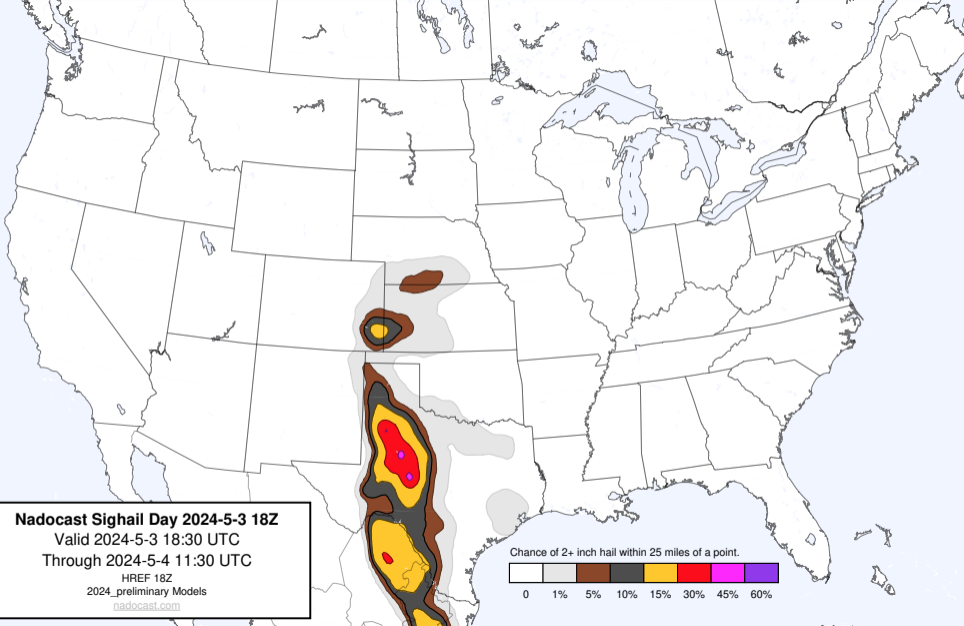 Nadocast Sighail Day 2024-5-3 18Z
Valid 2024-5-3 18:30 UTC
Through 2024-5-4 11:30 UTC
HREF 18Z
2024_preliminary Models
nadocast.com
Chance of 2+ inch hail within 25 miles of a point.
0 1% 5% 10% 15% 30% 45% 60%